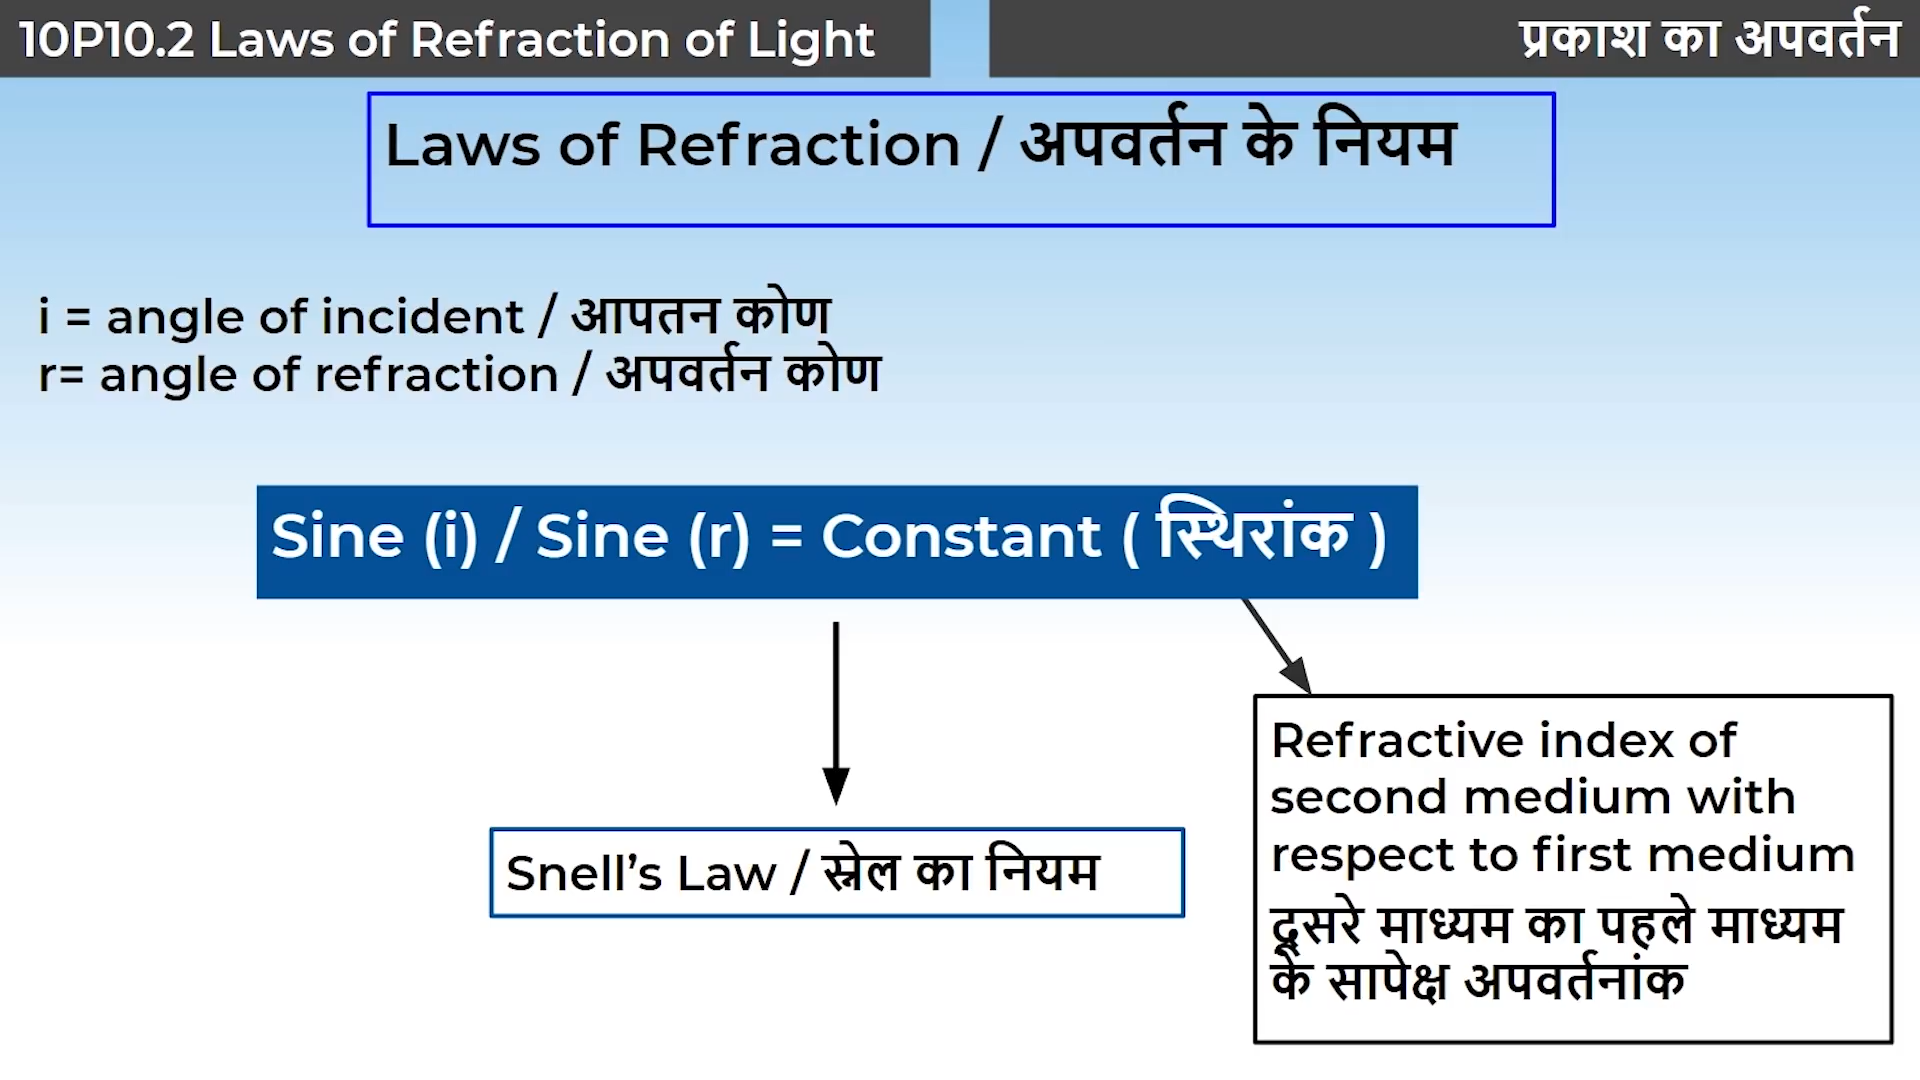 10P10.2 Laws of Refraction of Light
प्रकाश का अपवर्तन
Laws of Refraction / अपवर्तन के नियम
i = angle of incident / आपतन कोण
r= angle of refraction / अपवर्तन कोण
Sine (i) / Sine (r) = Constant ( स्थिरांक )
Snell’s Law / स्नेल का नियम
Refractive index of
second medium with
respect to first medium
दूसरे माध्यम का पहले माध्यम
के सापेक्ष अपवर्तनांक